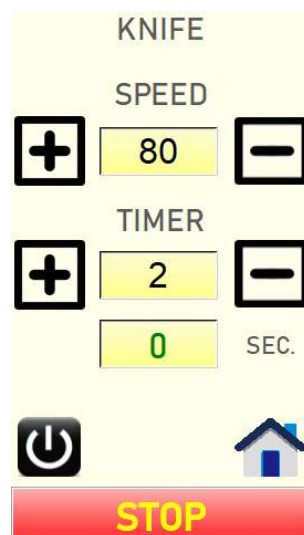 KNIFE
SPEED
80
TIMER
2
0 SEC.
STOP